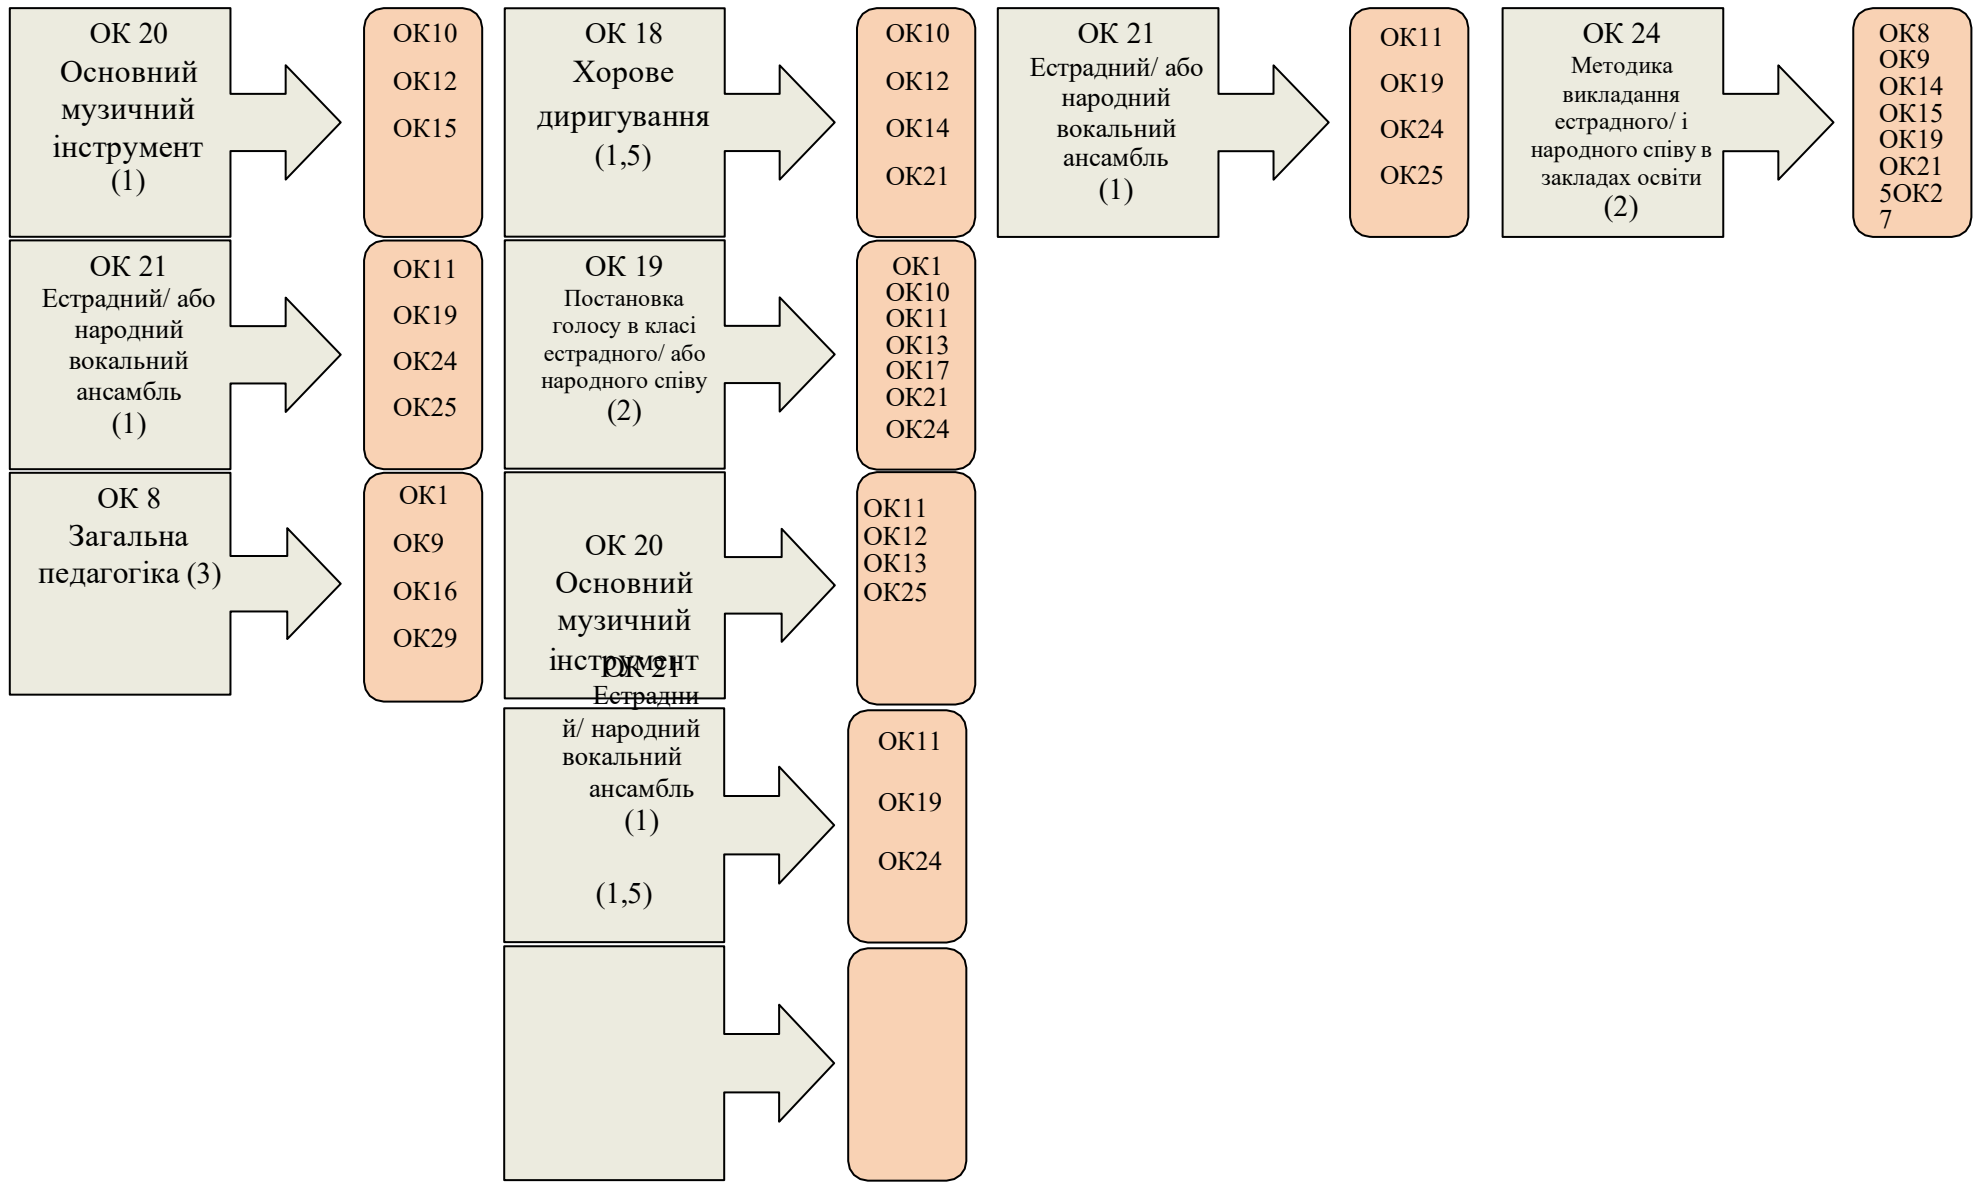 ОК 20
Основний
музичний
інструмент
(1)
ОК10
ОК12
ОК15
ОК 18
Хорове
диригування
(1,5)
ОК10
ОК12
ОК14
ОК21
ОК 21
Естрадний/ або
народний
вокальний
ансамбль
(1)
ОК11
ОК19
ОК24
ОК25
ОК 24
Методика
викладання
естрадного/ і
народного співу в
закладах освіти
(2)
ОК8
ОК9
ОК14
ОК15
ОК19
ОК21
5ОК2
7
ОК 21
Естрадний/ або
народний
вокальний
ансамбль
(1)
ОК11
ОК19
ОК24
ОК25
ОК 19
Постановка
голосу в класі
естрадного/ або
народного співу
(2)
ОК1
ОК10
ОК11
ОК13
ОК17
ОК21
ОК24
ОК 8
Загальна
педагогіка (3)
ОК1
ОК9
ОК16
ОК29
ОК 20
Основний
музичний
інструмент
ОК11
ОК12
ОК13
ОК25
ОК 21
Естрадни
й/ народний
вокальний
ансамбль
(1)
(1,5)
ОК11
ОК19
ОК24